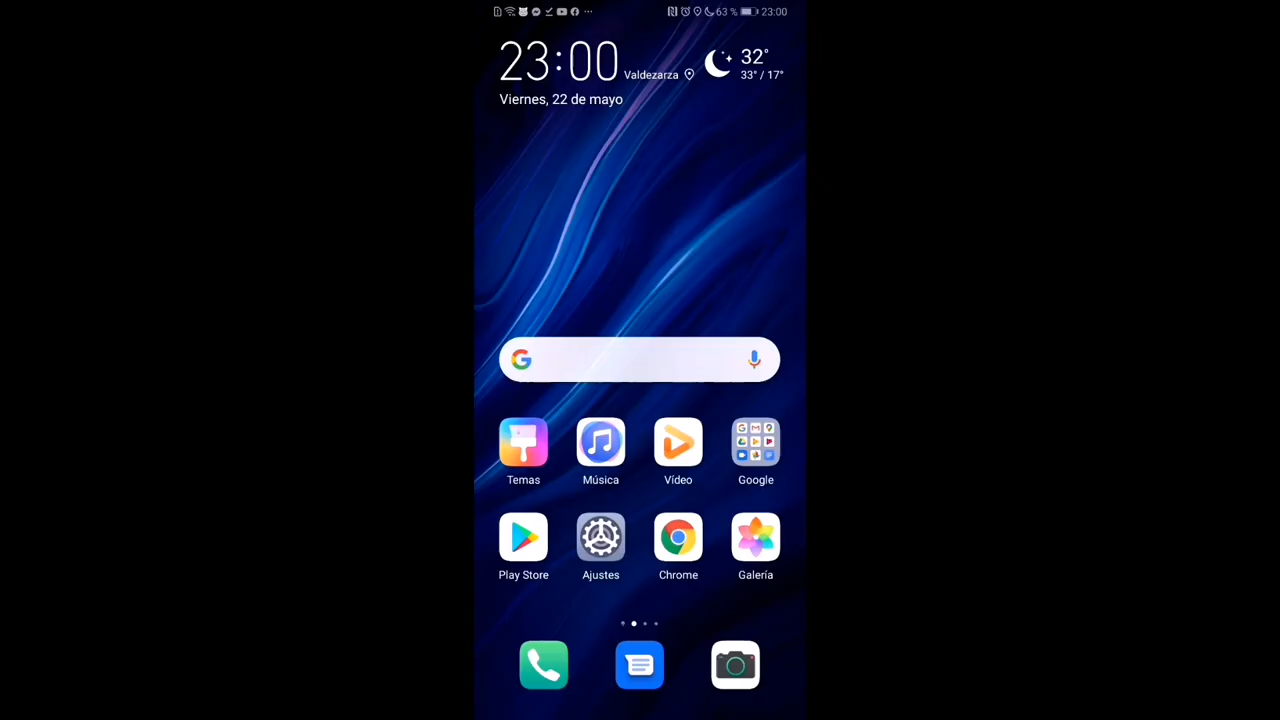 63 % 23:00
23:00 Valdezarza 32°
33° / 17°
Viernes, 22 de mayo
Temas Música Vídeo Google
Play Store Ajustes Chrome Galería